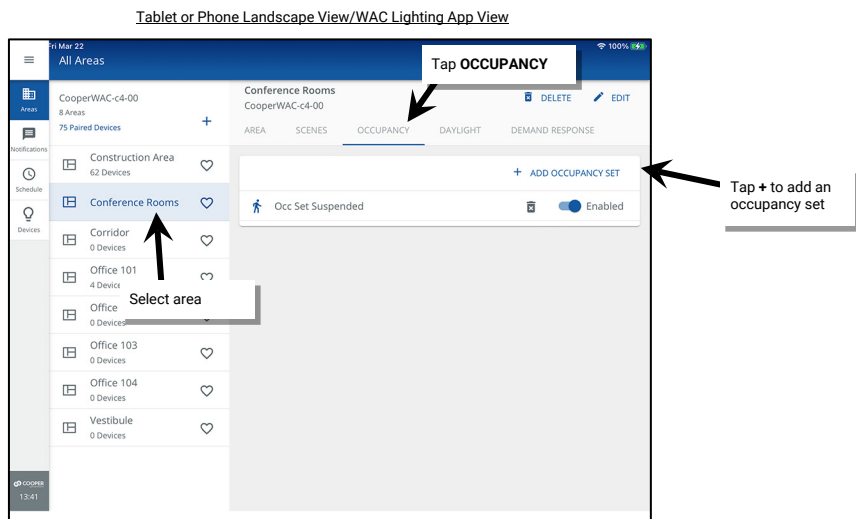 Tablet or Phone Landscape View/WAC Lighting App View
Fri Mar 22
100%
All Areas
Tap OCCUPANCY
Areas
Notifications
Schedule
Devices
CooperWAC-c4-00
8 Areas
75 Paired Devices
+
Construction Area
62 Devices
Conference Rooms
Corridor
0 Devices
Office 101
4 Device
Office
0 Devices
Office 103
0 Devices
Office 104
0 Devices
Vestibule
0 Devices
Select area
Conference Rooms
CooperWAC-c4-00
DELETE
EDIT
AREA SCENES OCCUPANCY DAYLIGHT DEMAND RESPONSE
+ ADD OCCUPANCY SET
Occ Set Suspended
Enabled
Tap + to add an
occupancy set
COOPER
13:41